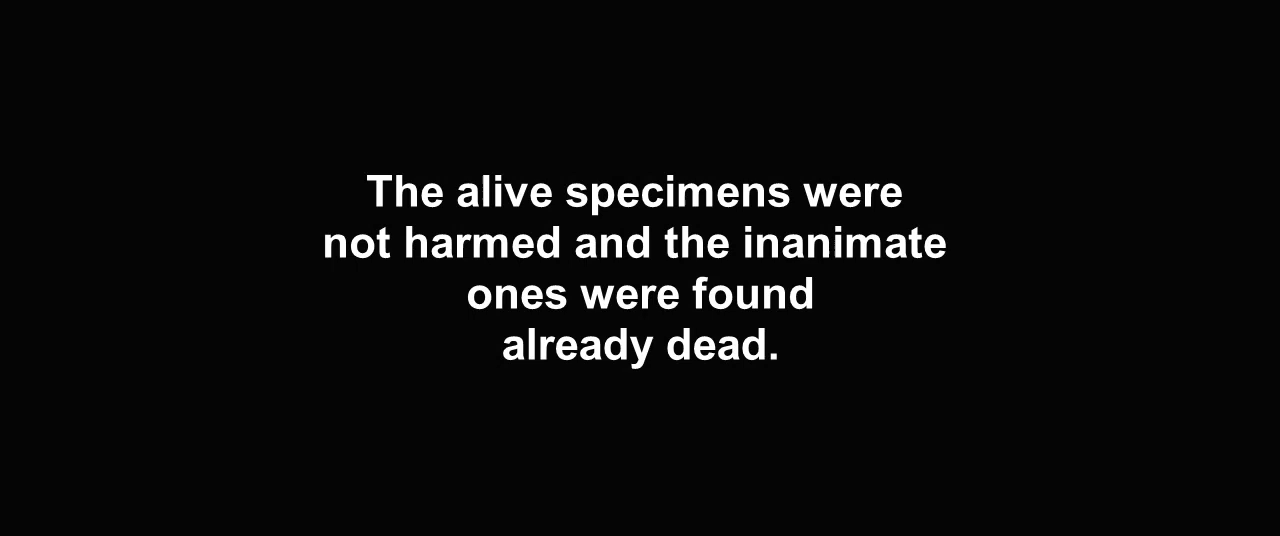 The alive specimens were
not harmed and the inanimate
ones were found
already dead.